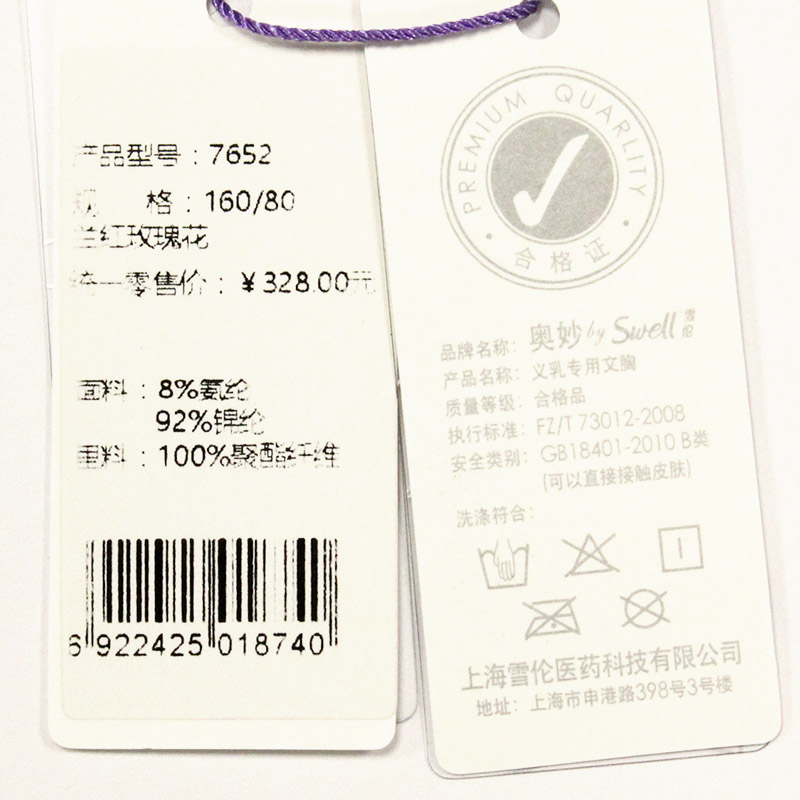 产品型号：7652
规 格：160/80
兰红玫瑰花
统一零售价：￥328.00元
面料：8%氨纶
92%锦纶
里料：100%聚酯纤维
6 922425 018740
PREMIUM QUARLITY
合格证
品牌名称：奥妙 by Swell 雪伦
产品名称：义乳专用文胸
质量等级：合格品
执行标准：FZ/T 73012-2008
安全类别：GB18401-2010 B类
(可以直接接触皮肤)
洗涤符合：
上海雪伦医药科技有限公司
地址：上海市申港路398号3号楼